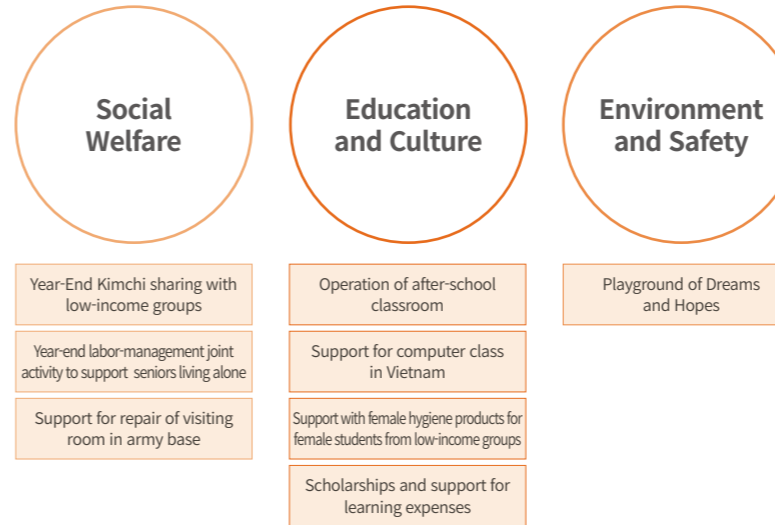 Social
Welfare
Year-End Kimchi sharing with
low-income groups
Year-end labor-management joint
activity to support seniors living alone
Support for repair of visiting
room in army base
Education
and Culture
Operation of after-school
classroom
Support for computer class
in Vietnam
Support with female hygiene products for
female students from low-income groups
Scholarships and support for
learning expenses
Environment
and Safety
Playground of Dreams
and Hopes